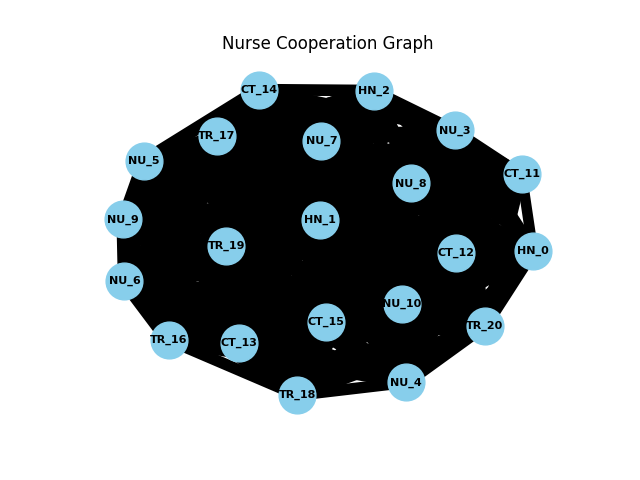 Nurse Cooperation Graph
CT_14
HN_2
NU_3
TR_17
NU_7
NU_5
CT_11
NU_8
NU_9
HN_1
TR_19
CT_12
HN_0
NU_6
NU_10
CT_15
TR_20
TR_16
CT_13
NU_4
TR_18